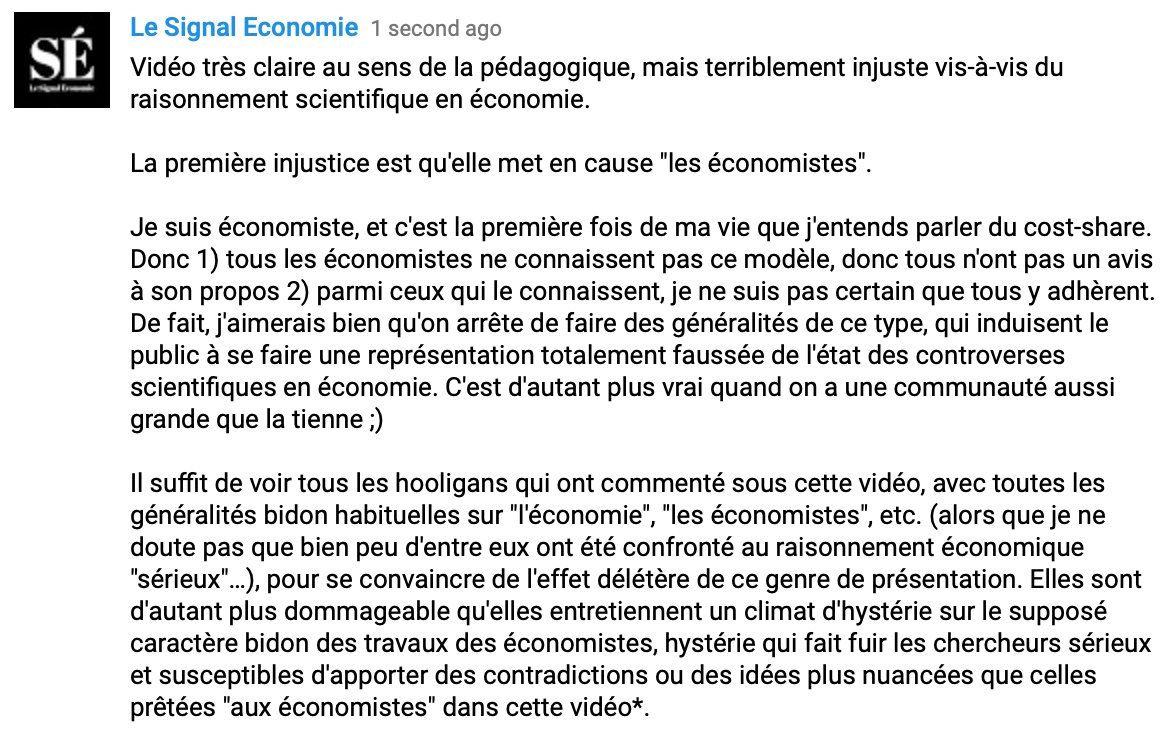 SÉ
Le Signal Economie
Le Signal Economie 1 second ago
Vidéo très claire au sens de la pédagogique, mais terriblement injuste vis-à-vis du
raisonnement scientifique en économie.
La première injustice est qu'elle met en cause "les économistes".
Je suis économiste, et c'est la première fois de ma vie que j'entends parler du cost-share.
Donc 1) tous les économistes ne connaissent pas ce modèle, donc tous n'ont pas un avis
à son propos 2) parmi ceux qui le connaissent, je ne suis pas certain que tous y adhèrent.
De fait, j'aimerais bien qu'on arrête de faire des généralités de ce type, qui induisent le
public à se faire une représentation totalement faussée de l'état des controverses
scientifiques en économie. C'est d'autant plus vrai quand on a une communauté aussi
grande que la tienne ;)
Il suffit de voir tous les hooligans qui ont commenté sous cette vidéo, avec toutes les
généralités bidon habituelles sur "l'économie", "les économistes", etc. (alors que je ne
doute pas que bien peu d'entre eux ont été confronté au raisonnement économique
"sérieux"…), pour se convaincre de l'effet délétère de ce genre de présentation. Elles sont
d'autant plus dommageable qu'elles entretiennent un climat d'hystérie sur le supposé
caractère bidon des travaux des économistes, hystérie qui fait fuir les chercheurs sérieux
et susceptibles d'apporter des contradictions ou des idées plus nuancées que celles
prêtées "aux économistes" dans cette vidéo*.